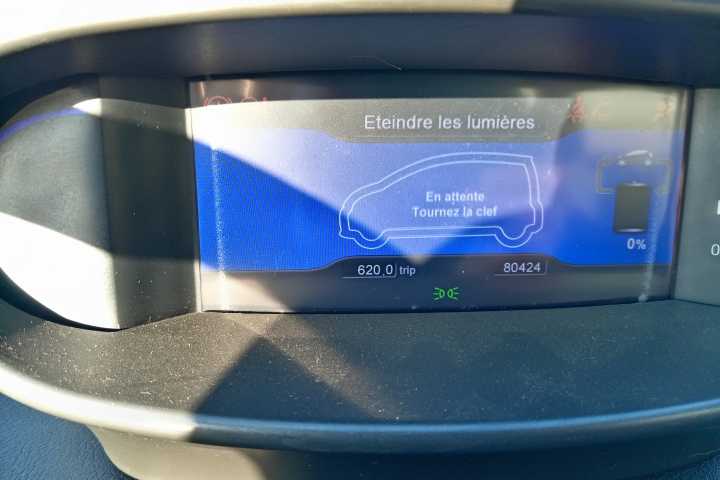 Eteindre les lumières
En attente
Tournez la clef
0%
620.0 trip
80424